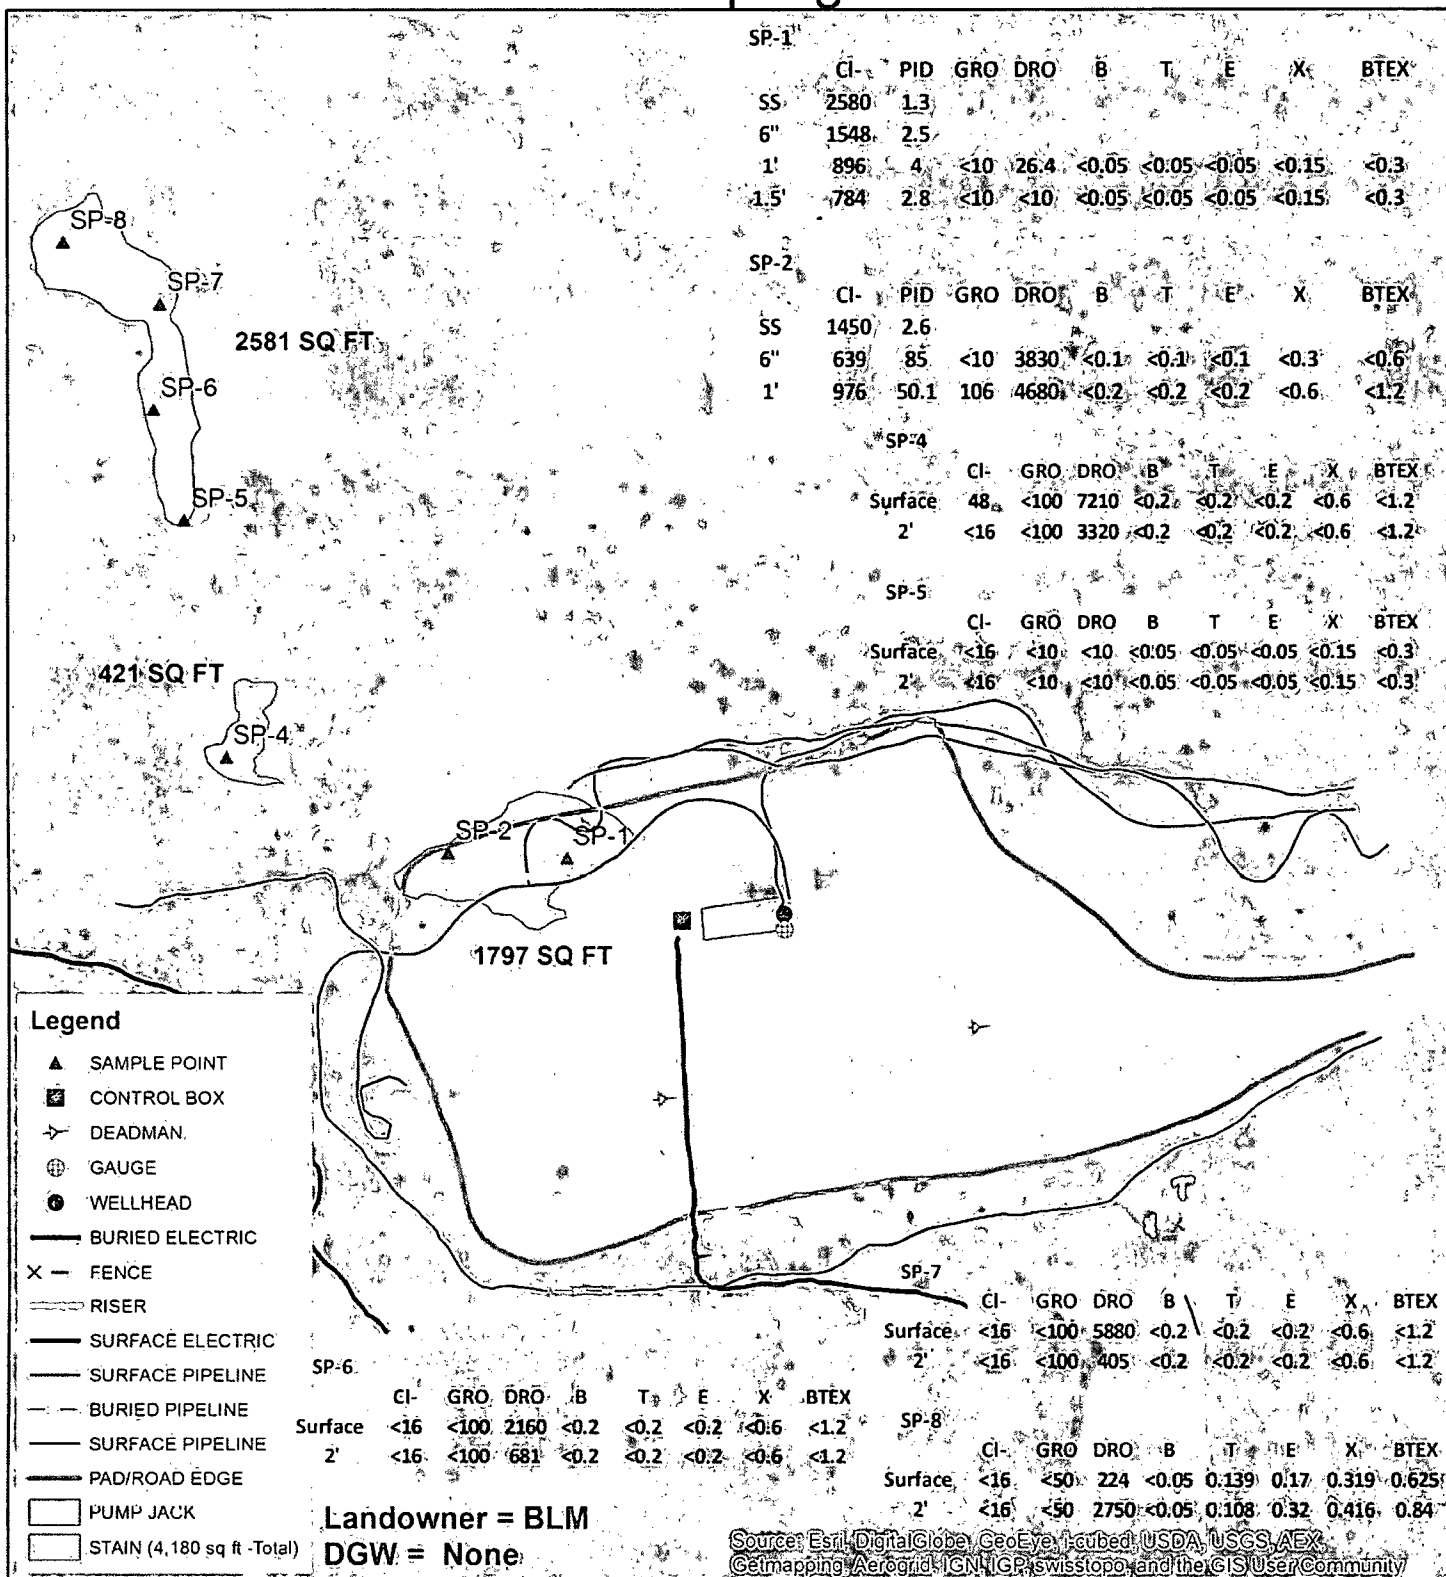 SP-1
Cl- PID GRO DRO B T E X BTEX
SS 2580 1.3
6" 1548 2.5
1' 896 4 <10 26.4 <0.05 <0.05 <0.05 <0.15 <0.3
1.5' 784 2.8 <10 <10 <0.05 <0.05 <0.05 <0.15 <0.3
SP-2
Cl- PID GRO DRO B T E X BTEX
SS 1450 2.6
6" 639 85 <10 3830 <0.1 <0.1 <0.1 <0.3 <0.6
1' 976 50.1 106 4680 <0.2 <0.2 <0.2 <0.6 <1.2
SP-4
Cl- GRO DRO B T E X BTEX
Surface 48 <100 7210 <0.2 <0.2 <0.2 <0.6 <1.2
2' <16 <100 3320 <0.2 <0.2 <0.2 <0.6 <1.2
SP-5
Cl- GRO DRO B T E X BTEX
Surface <16 <10 <10 <0.05 <0.05 <0.05 <0.15 <0.3
2' <16 <10 <10 <0.05 <0.05 <0.05 <0.15 <0.3
SP-8
SP-7
2581 SQ FT
SP-6
SP-5
421 SQ FT
SP-4
SP-2
SP-1
1797 SQ FT
Legend
SAMPLE POINT
CONTROL BOX
DEADMAN
GAUGE
WELLHEAD
BURIED ELECTRIC
FENCE
RISER
SURFACE ELECTRIC
SURFACE PIPELINE
BURIED PIPELINE
SURFACE PIPELINE
PAD/ROAD EDGE
PUMP JACK
STAIN (4,180 sq ft -Total)
SP-7
Cl- GRO DRO B T E X BTEX
Surface <16 <100 5880 <0.2 <0.2 <0.2 <0.6 <1.2
2' <16 <100 405 <0.2 <0.2 <0.2 <0.6 <1.2
SP-6
Cl- GRO DRO B T E X BTEX
Surface <16 <100 2160 <0.2 <0.2 <0.2 <0.6 <1.2
2' <16 <100 681 <0.2 <0.2 <0.2 <0.6 <1.2
SP-8
Cl- GRO DRO B T E X BTEX
Surface <16 <50 224 <0.05 0.139 0.17 0.319 0.625
2' <16 <50 2750 <0.05 0.108 0.32 0.416 0.84
Landowner = BLM
DGW = None
Source: Esri, DigitalGlobe, GeoEye, i-cubed, USDA, USGS, AEX,
Getmapping, Aerogrid, IGN, IGP, swisstopo, and the GIS User Community